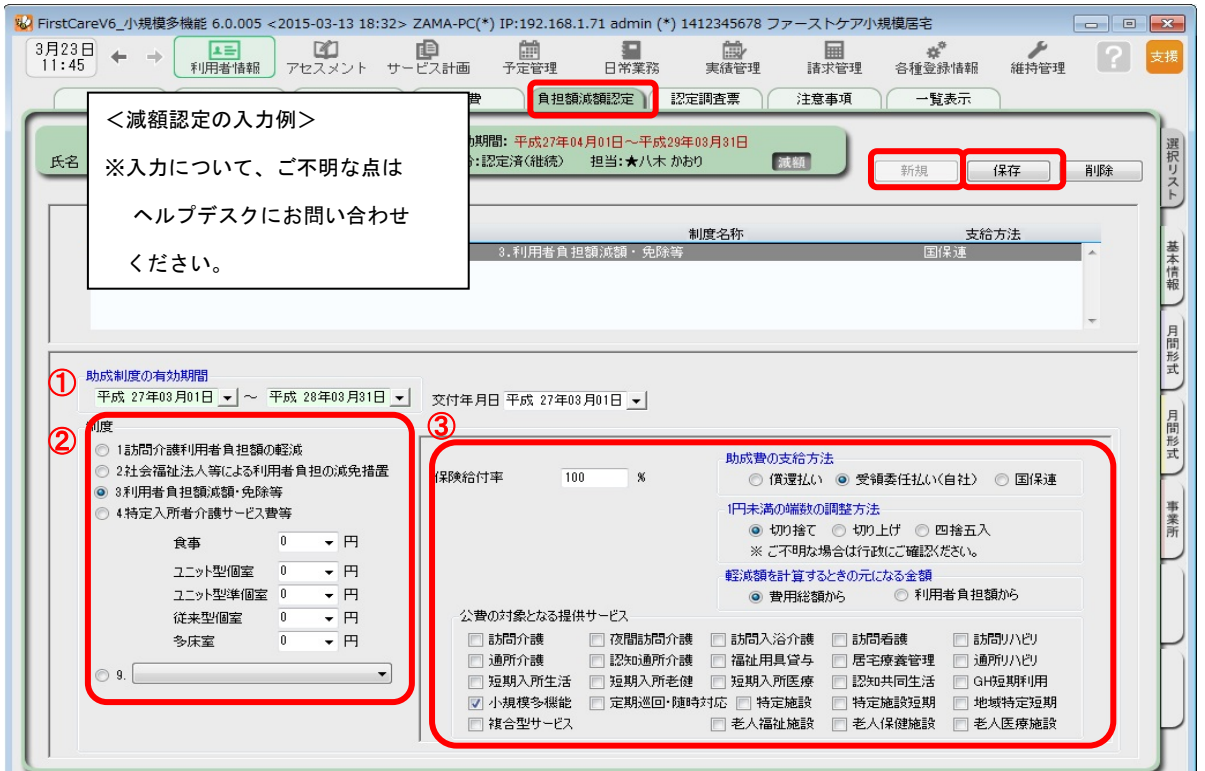 FirstCareV6_小規模多機能 6.0.005 <2015-03-13 18:32> ZAMA-PC(*) IP:192.168.1.71 admin (*) 1412345678 ファーストケア小規模居宅
3月23日
11:45
利用者情報 アセスメント サービス計画 予定管理 日常業務 実績管理 請求管理 各種登録情報 維持管理 ? 支援
費 負担額減額認定 認定調査票 注意事項 一覧表示
<減額認定の入力例>
※入力について、ご不明な点は
ヘルプデスクにお問い合わせ
ください。
期間: 平成27年04月01日~平成29年03月31日
氏名 :認定済(継続) 担当:★八木 かおり 減額
新規 保存 削除
選択リスト
基本情報
月間形式
月間形式
事業所
制度名称 支給方法
3.利用者負担額減額・免除等 国保連
① 助成制度の有効期間
平成 27年03月01日 ~ 平成 28年03月31日 交付年月日 平成 27年03月01日
② 制度
1訪問介護利用者負担額の軽減
2社会福祉法人等による利用者負担の減免措置
3利用者負担額減額・免除等
4.特定入所者介護サービス費等
食事 0 円
ユニット型個室 0 円
ユニット型準個室 0 円
従来型個室 0 円
多床室 0 円
9.
③
保険給付率 100 %
助成費の支給方法
償還払い 受領委任払い(自社) 国保連
1円未満の端数の調整方法
切り捨て 切り上げ 四捨五入
※ ご不明な場合は行政にご確認ください。
軽減額を計算するときの元になる金額
費用総額から 利用者負担額から
公費の対象となる提供サービス
訪問介護 夜間訪問介護 訪問入浴介護 訪問看護 訪問リハビリ
通所介護 認知通所介護 福祉用具貸与 居宅療養管理 通所リハビリ
短期入所生活 短期入所老健 短期入所医療 認知共同生活 GH短期利用
小規模多機能 定期巡回・随時対応 特定施設 特定施設短期 地域特定短期
複合型サービス 老人福祉施設 老人保健施設 老人医療施設